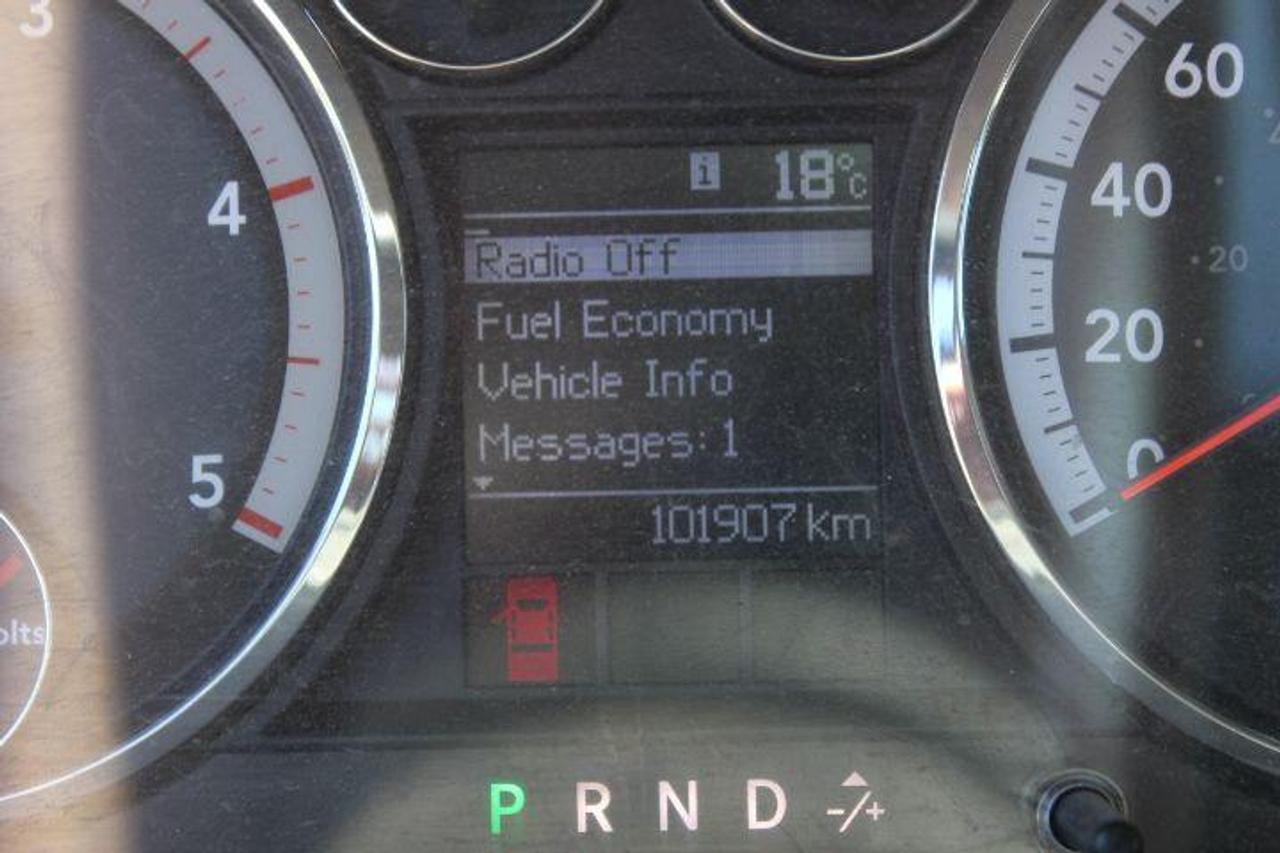 3
4
5
olts
i 18°C
Radio Off
Fuel Economy
Vehicle Info
Messages: 1
101907 km
60
40
20
20
0
P R N D -/+